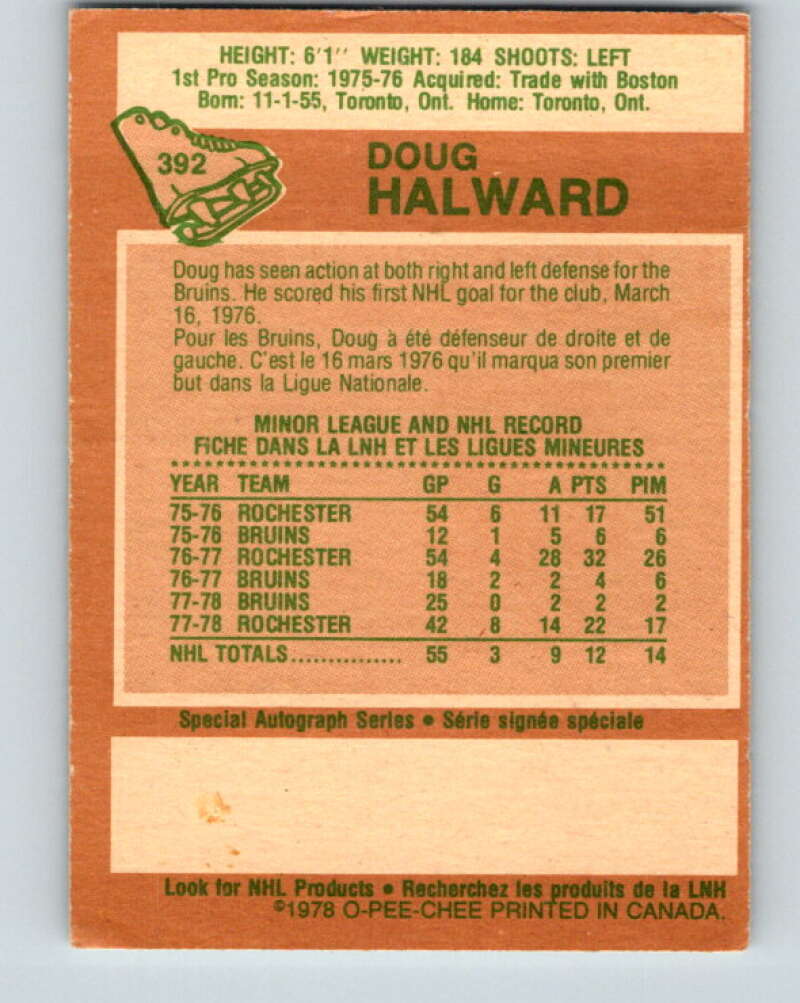 HEIGHT: 6'1'' WEIGHT: 184 SHOOTS: LEFT
1st Pro Season: 1975-76 Acquired: Trade with Boston
Born: 11-1-55, Toronto, Ont. Home: Toronto, Ont.
392
DOUG
HALWARD
Doug has seen action at both right and left defense for the
Bruins. He scored his first NHL goal for the club, March
16, 1976.
Pour les Bruins, Doug à été défenseur de droite et de
gauche. C'est le 16 mars 1976 qu'il marqua son premier
but dans la Ligue Nationale.
MINOR LEAGUE AND NHL RECORD
FICHE DANS LA LNH ET LES LIGUES MINEURES
YEAR TEAM GP G A PTS PIM
75-76 ROCHESTER 54 6 11 17 51
75-76 BRUINS 12 1 5 6 6
76-77 ROCHESTER 54 4 28 32 26
76-77 BRUINS 18 2 2 4 6
77-78 BRUINS 25 0 2 2 2
77-78 ROCHESTER 42 8 14 22 17
NHL TOTALS............... 55 3 9 12 14
Special Autograph Series • Série signée spéciale
Look for NHL Products • Recherchez les produits de la LNH
©1978 O-PEE-CHEE PRINTED IN CANADA.